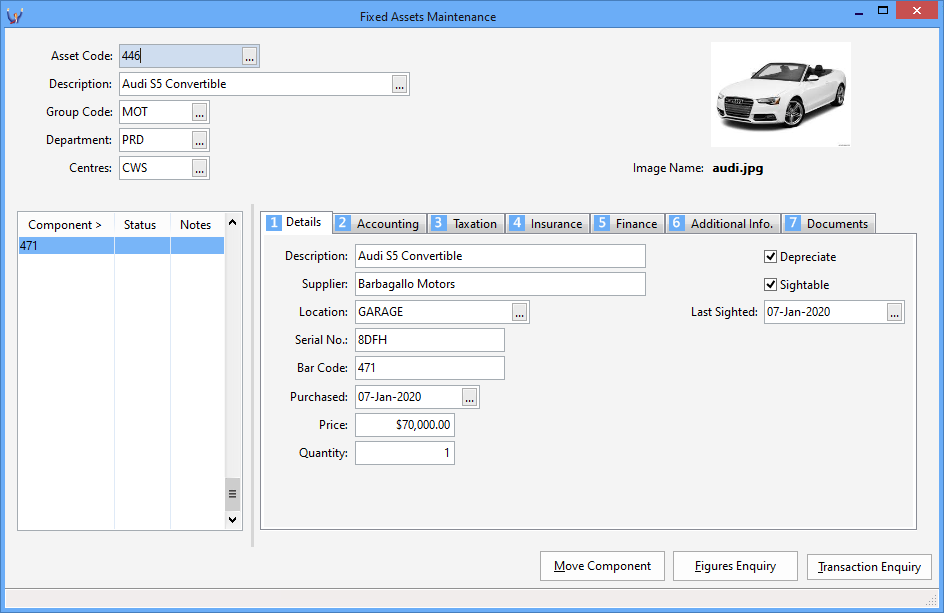 Fixed Assets Maintenance
Asset Code: 446 ...
Description: Audi S5 Convertible ...
Group Code: MOT ...
Department: PRD ...
Centres: CWS ...
Image Name: audi.jpg
Component > Status Notes
471
1 Details 2 Accounting 3 Taxation 4 Insurance 5 Finance 6 Additional Info. 7 Documents
Description: Audi S5 Convertible Depreciate
Supplier: Barbagallo Motors Sightable
Location: GARAGE ... Last Sighted: 07-Jan-2020 ...
Serial No.: 8DFH
Bar Code: 471
Purchased: 07-Jan-2020 ...
Price: $70,000.00
Quantity: 1
Move Component Figures Enquiry Transaction Enquiry